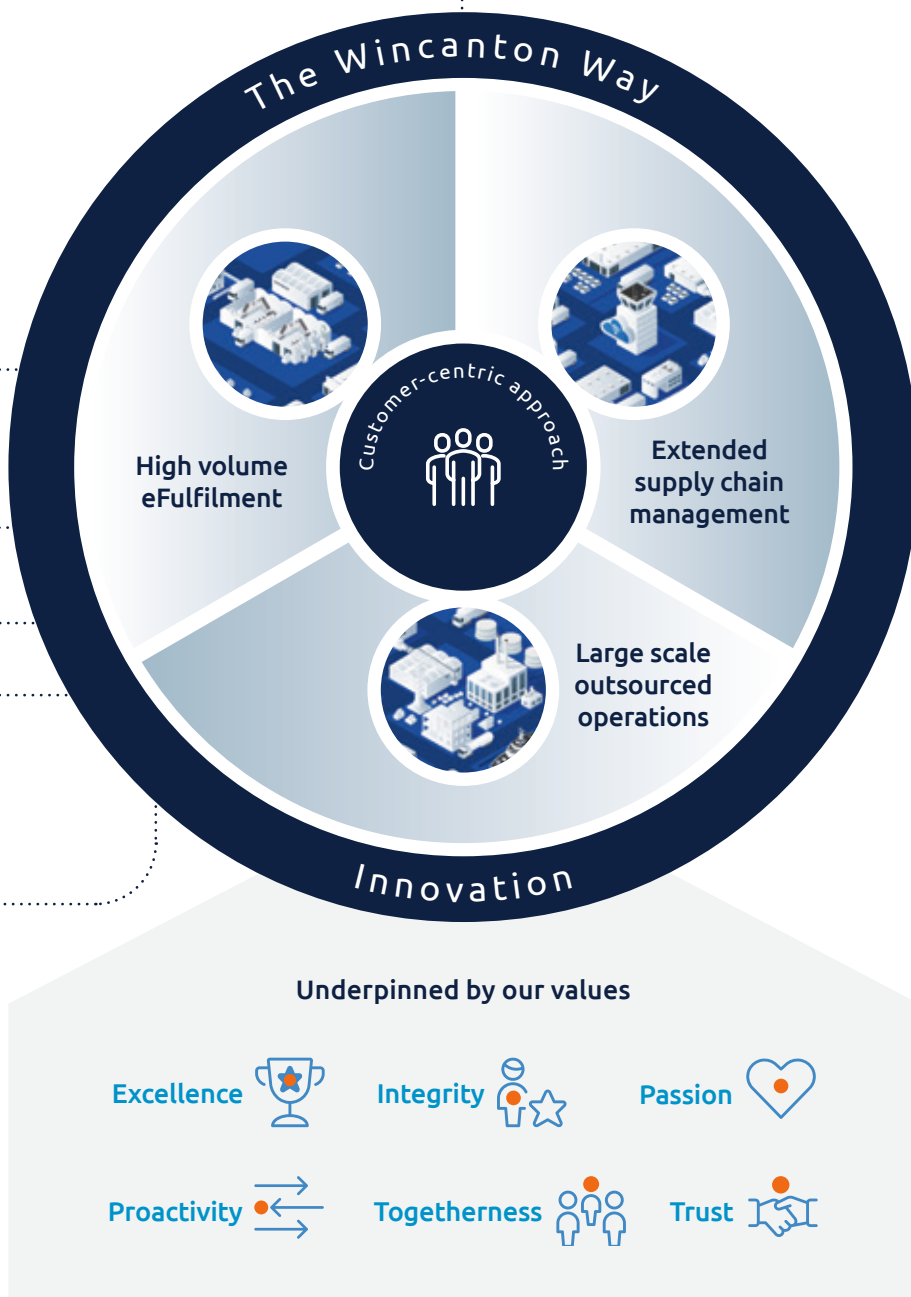 The Wincanton Way
Customer-centric approach
High volume
eFulfilment
Extended
supply chain
management
Large scale
outsourced
operations
Innovation
Underpinned by our values
Excellence
Integrity
Passion
Proactivity
Togetherness
Trust